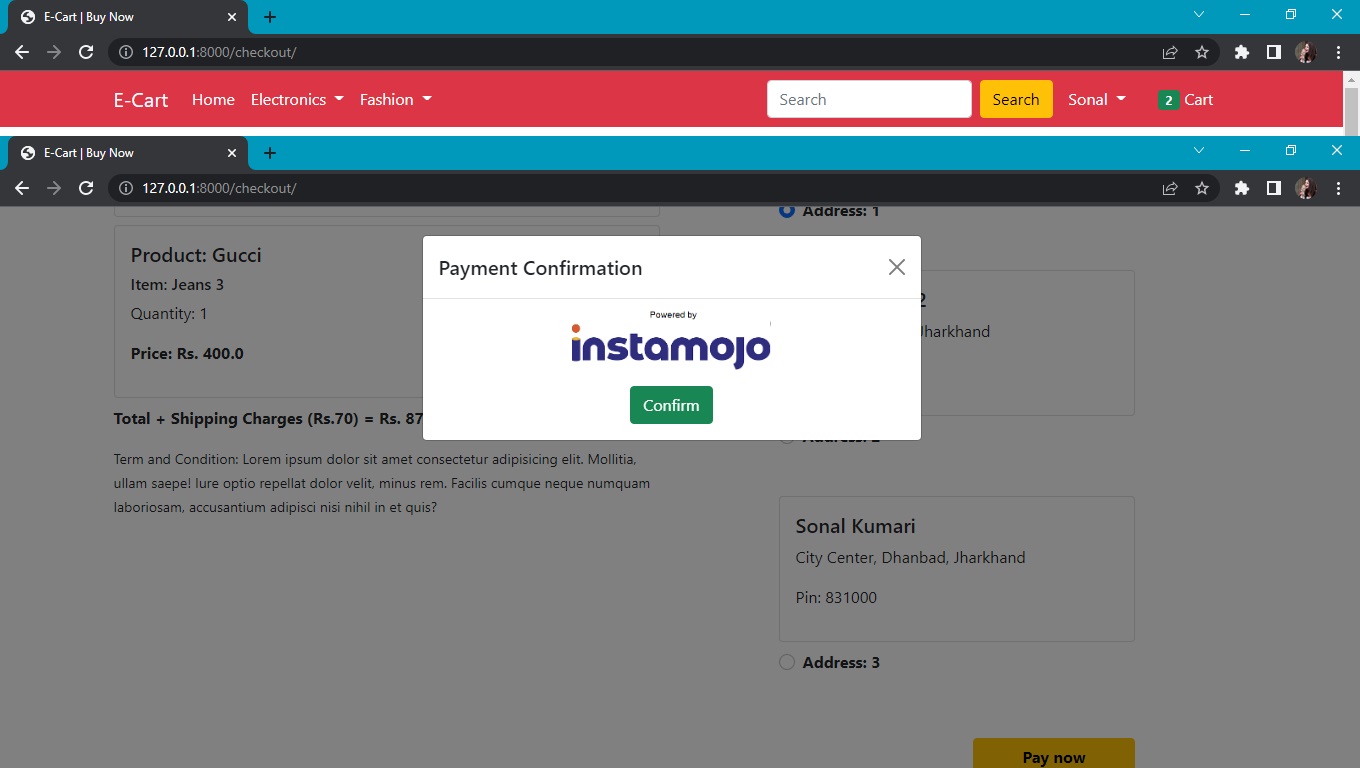 E-Cart | Buy Now
127.0.0.1:8000/checkout/
E-Cart Home Electronics Fashion Search Search Sonal 2 Cart
E-Cart | Buy Now
127.0.0.1:8000/checkout/
Address: 1
Product: Gucci
Item: Jeans 3
Quantity: 1
Price: Rs. 400.0
Total + Shipping Charges (Rs.70) = Rs. 87
Term and Condition: Lorem ipsum dolor sit amet consectetur adipisicing elit. Mollitia,
ullam saepe! Iure optio repellat dolor velit, minus rem. Facilis cumque neque numquam
laboriosam, accusantium adipisci nisi nihil in et quis?
Payment Confirmation
Powered by
instamojo
Confirm
2
Jharkhand
Address: 2
Sonal Kumari
City Center, Dhanbad, Jharkhand
Pin: 831000
Address: 3
Pay now